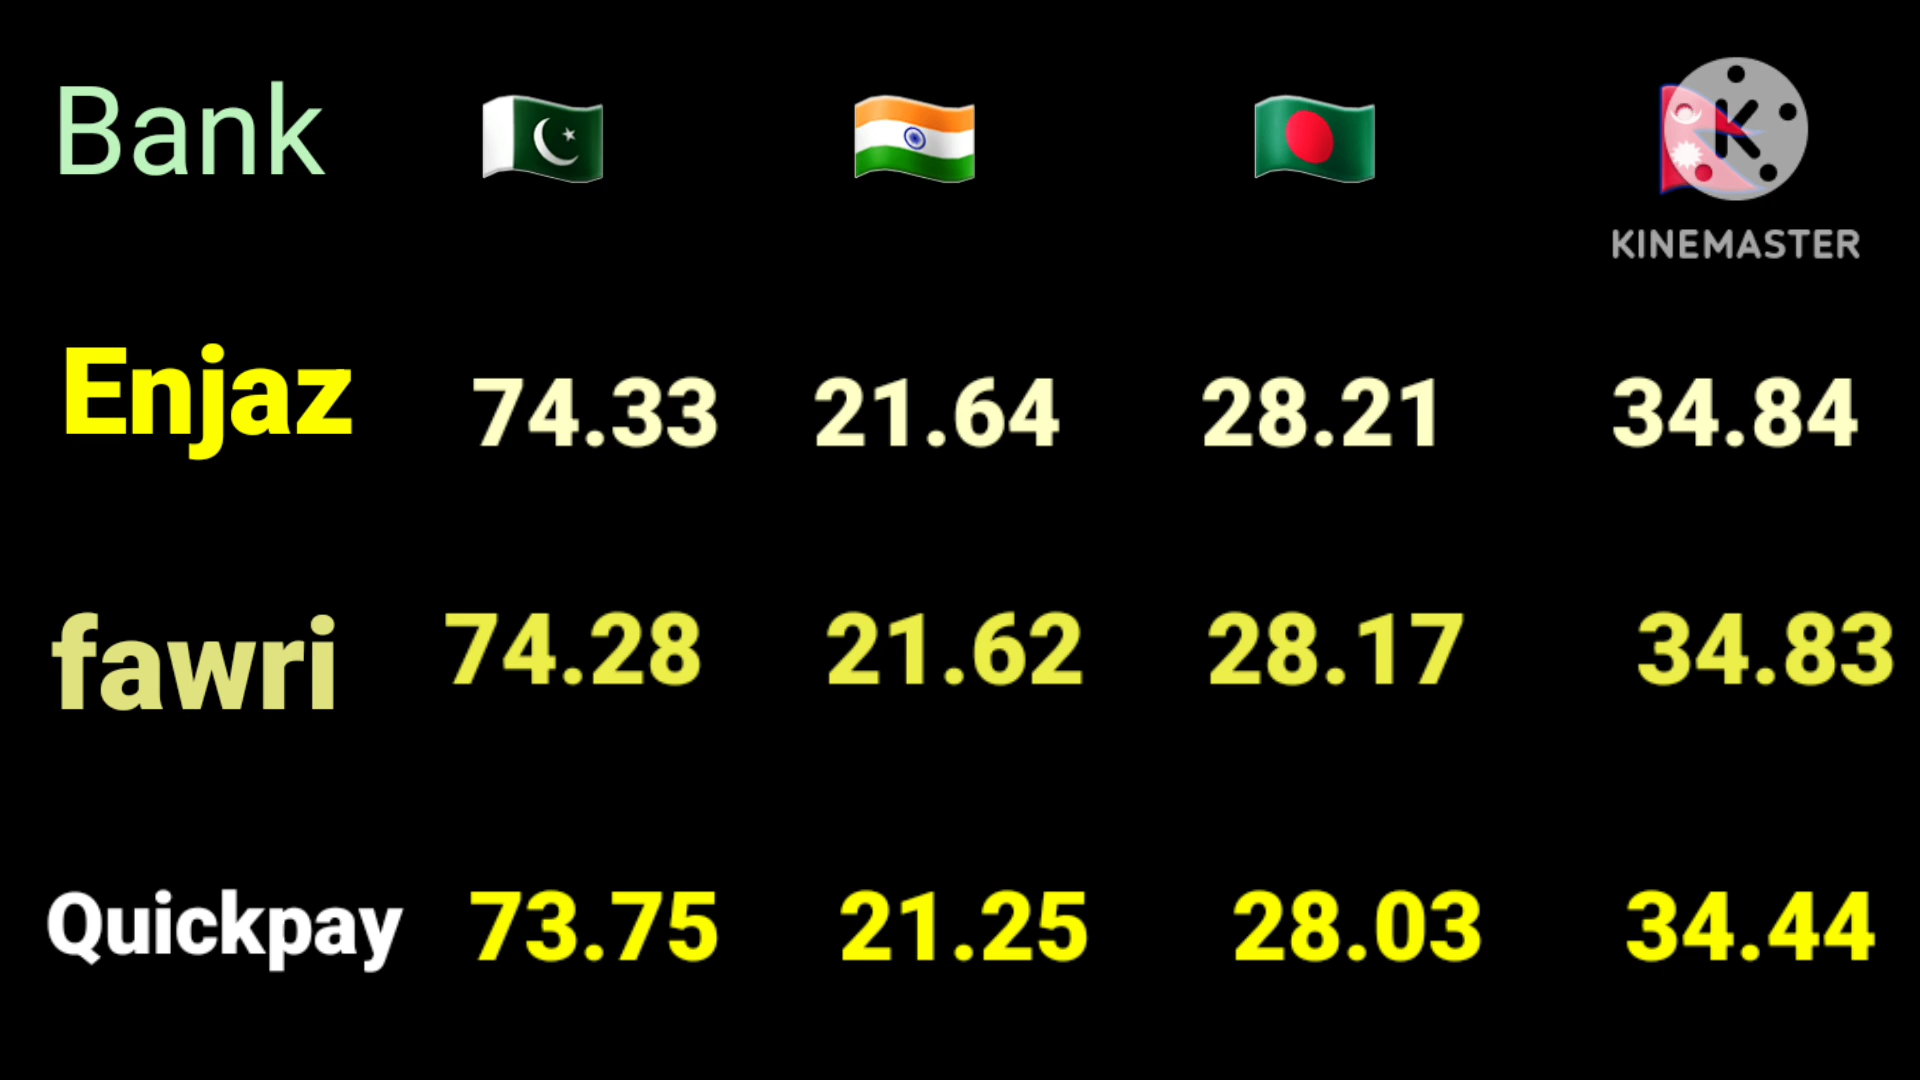 Bank
KINEMASTER
Enjaz 74.33 21.64 28.21 34.84
fawri 74.28 21.62 28.17 34.83
Quickpay 73.75 21.25 28.03 34.44